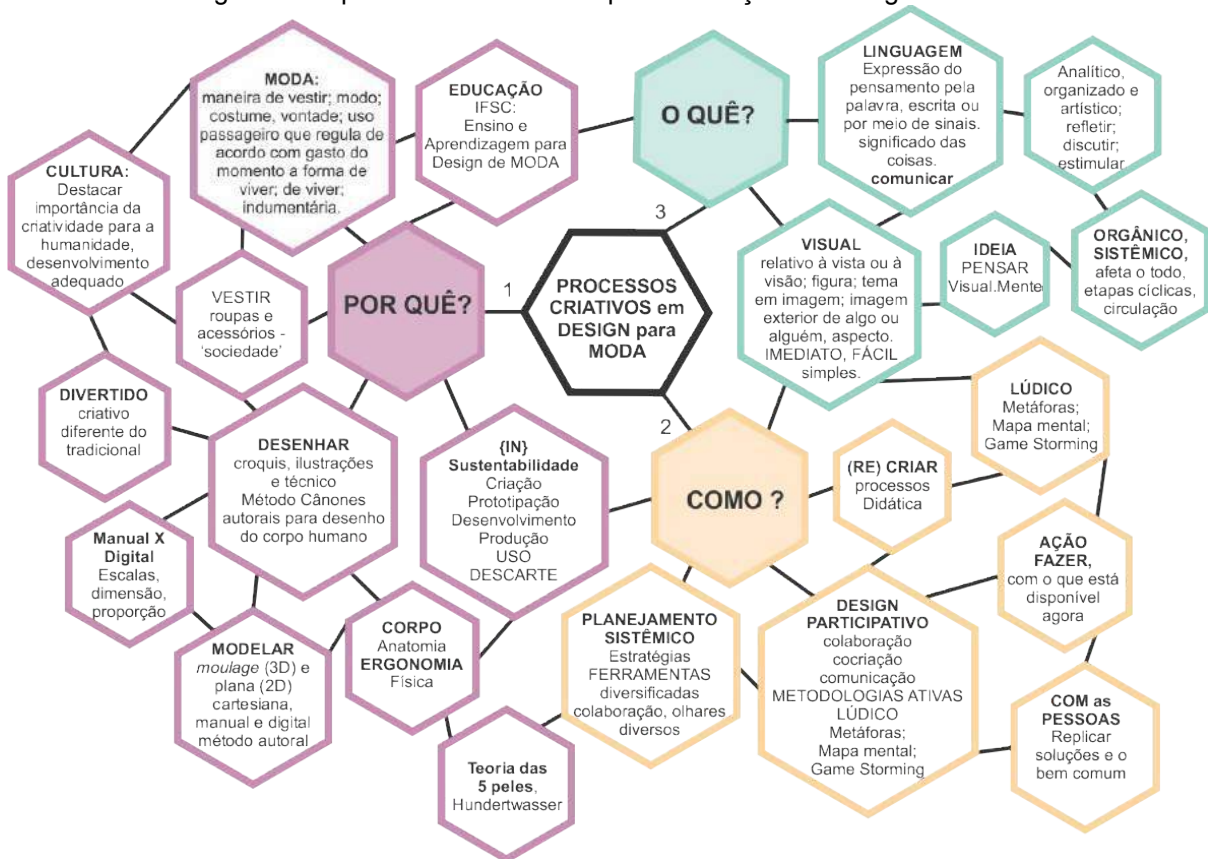 MODA:
maneira de vestir; modo;
costume, vontade; uso
passageiro que regula de
acordo com gasto do
momento a forma de
viver; de viver;
indumentária.
EDUCAÇÃO
IFSC:
Ensino e
Aprendizagem para
Design de MODA
O QUÊ?
LINGUAGEM
Expressão do
pensamento pela
palavra, escrita ou
por meio de sinais.
significado das
coisas.
comunicar
Analítico,
organizado e
artístico;
refletir;
discutir;
estimular
CULTURA:
Destacar
importância da
criatividade para a
humanidade,
desenvolvimento
adequado
VESTIR
roupas e
acessórios -
‘sociedade’
POR QUÊ?
1
3
2
PROCESSOS
CRIATIVOS em
DESIGN para
MODA
VISUAL
relativo à vista ou à
visão; figura; tema
em imagem; imagem
exterior de algo ou
alguém, aspecto.
IMEDIATO, FÁCIL
simples.
IDEIA
PENSAR
Visual.Mente
ORGÂNICO,
SISTÊMICO,
afeta o todo,
etapas cíclicas,
circulação
DIVERTIDO
criativo
diferente do
tradicional
DESENHAR
croquis, ilustrações
e técnico
Método Cânones
autorais para desenho
do corpo humano
{IN}
Sustentabilidade
Criação
Prototipação
Desenvolvimento
Produção
USO
DESCARTE
COMO ?
(RE) CRIAR
processos
Didática
LÚDICO
Metáforas;
Mapa mental;
Game Storming
Manual X
Digital
Escalas,
dimensão,
proporção
MODELAR
moulage (3D) e
plana (2D)
cartesiana,
manual e digital
método autoral
CORPO
Anatomia
ERGONOMIA
Física
PLANEJAMENTO
SISTÊMICO
Estratégias
FERRAMENTAS
diversificadas
colaboração, olhares
diversos
DESIGN
PARTICIPATIVO
colaboração
cocriação
comunicação
METODOLOGIAS ATIVAS
LÚDICO
Metáforas;
Mapa mental;
Game Storming
AÇÃO
FAZER,
com o que está
disponível
agora
COM as
PESSOAS
Replicar
soluções e o
bem comum
Teoria das
5 peles,
Hundertwasser